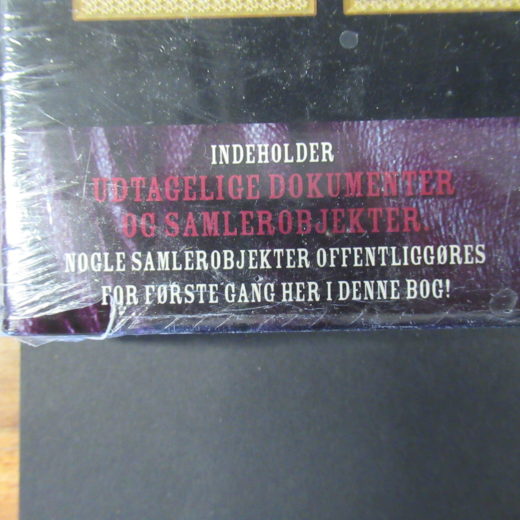 INDEHOLDER
UDTAGELIGE DOKUMENTER
OG SAMLEROBJEKTER.
NOGLE SAMLEROBJEKTER OFFENTLIGGØRES
FOR FØRSTE GANG HER I DENNE BOG!